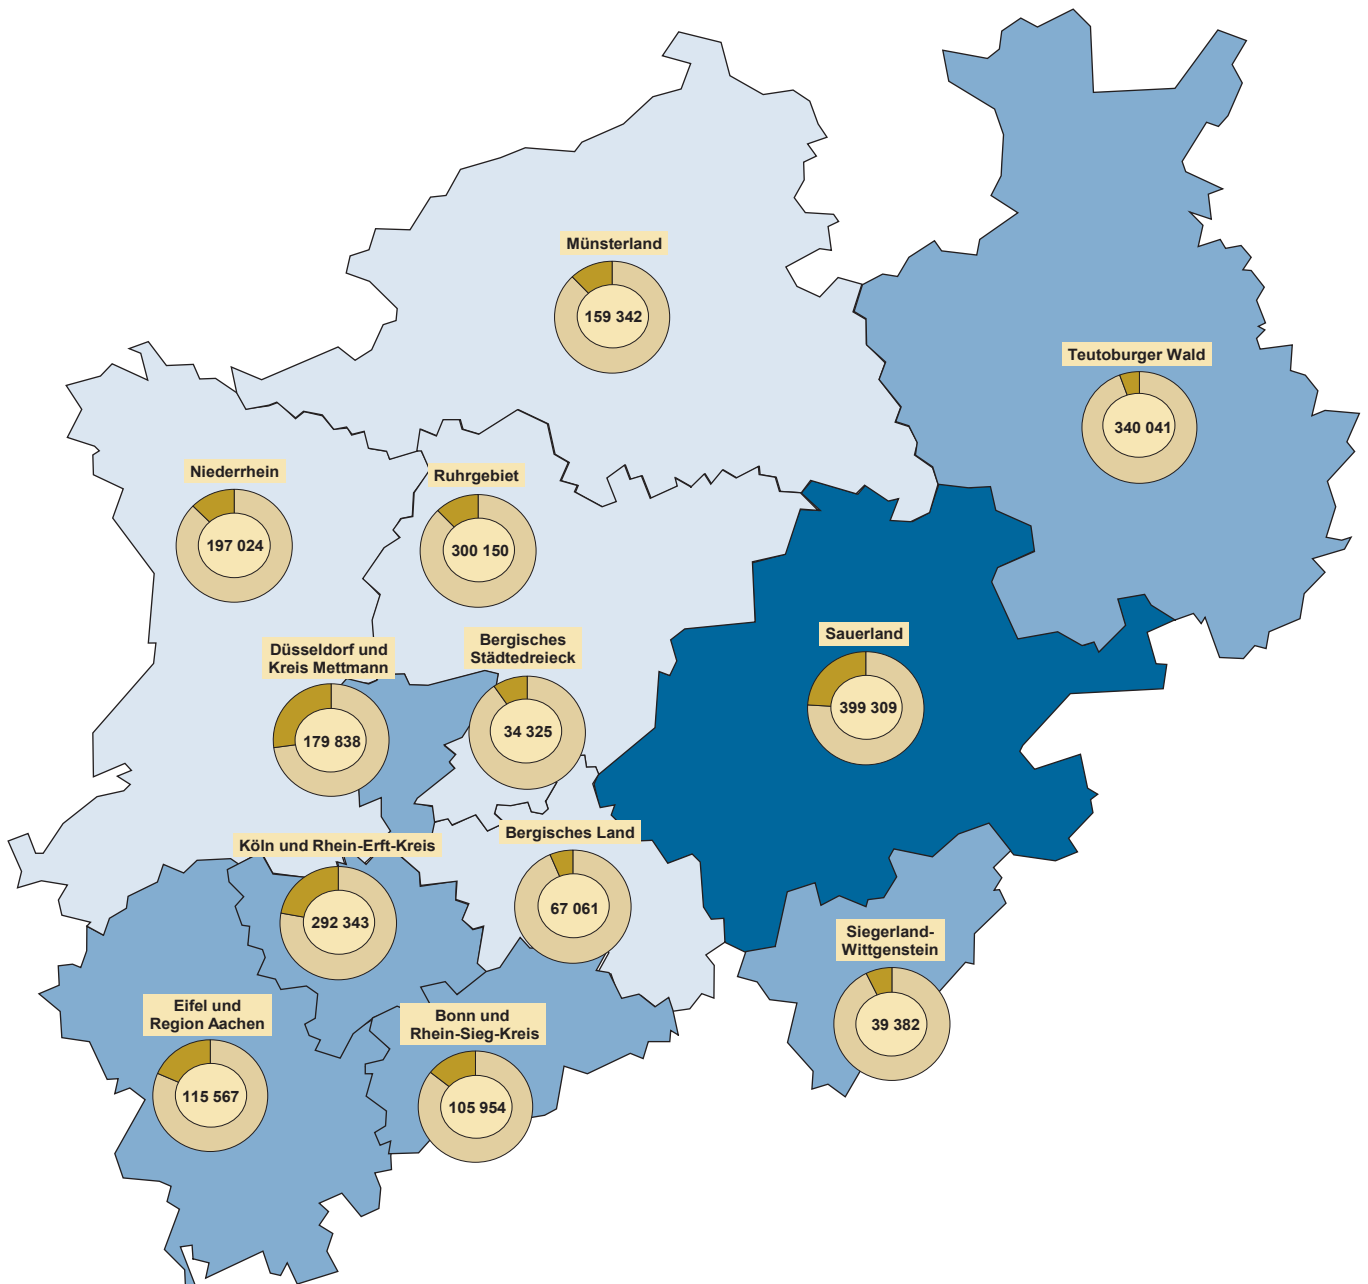 Münsterland
159 342
Teutoburger Wald
340 041
Niederrhein
197 024
Ruhrgebiet
300 150
Sauerland
399 309
Düsseldorf und
Kreis Mettmann
179 838
Bergisches
Städtedreieck
34 325
Köln und Rhein-Erft-Kreis
292 343
Bergisches Land
67 061
Siegerland-
Wittgenstein
39 382
Eifel und
Region Aachen
115 567
Bonn und
Rhein-Sieg-Kreis
105 954